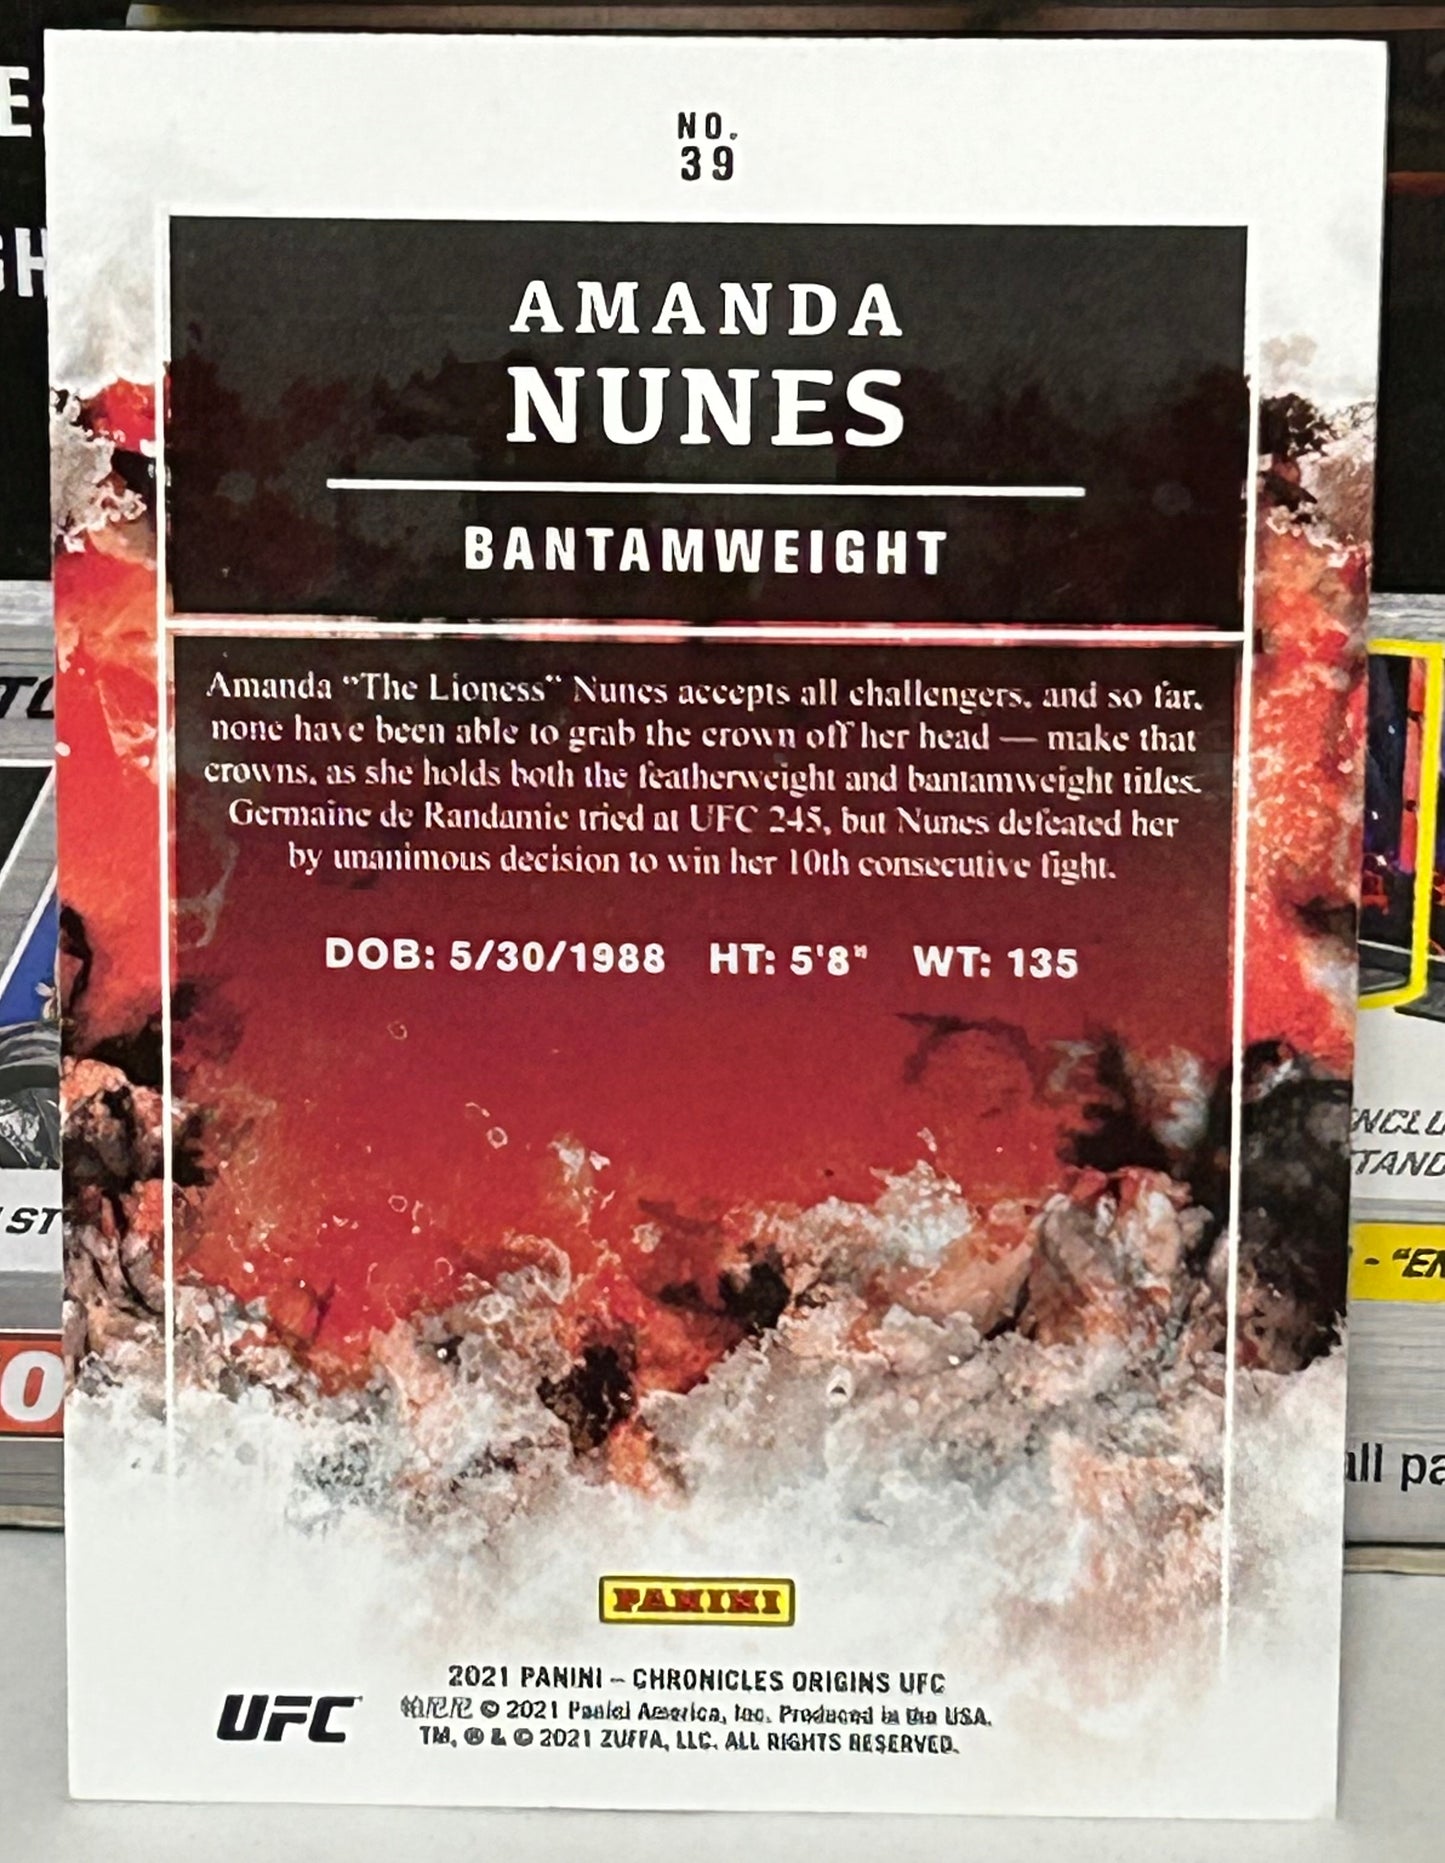 NO.
39
AMANDA
NUNES
BANTAMWEIGHT
Amanda “The Lioness” Nunes accepts all challengers, and so far,
none have been able to grab the crown off her head — make that
crowns, as she holds both the featherweight and bantamweight titles.
Germaine de Randamie tried at UFC 245, but Nunes defeated her
by unanimous decision to win her 10th consecutive fight.
DOB: 5/30/1988 HT: 5'8" WT: 135
PANINI
2021 PANINI – CHRONICLES ORIGINS UFC
帕尼尼 © 2021 Panini America, Inc. Produced in the USA.
TM, ® & © 2021 ZUFFA, LLC. ALL RIGHTS RESERVED.
UFC
ST
- "EN
all pa